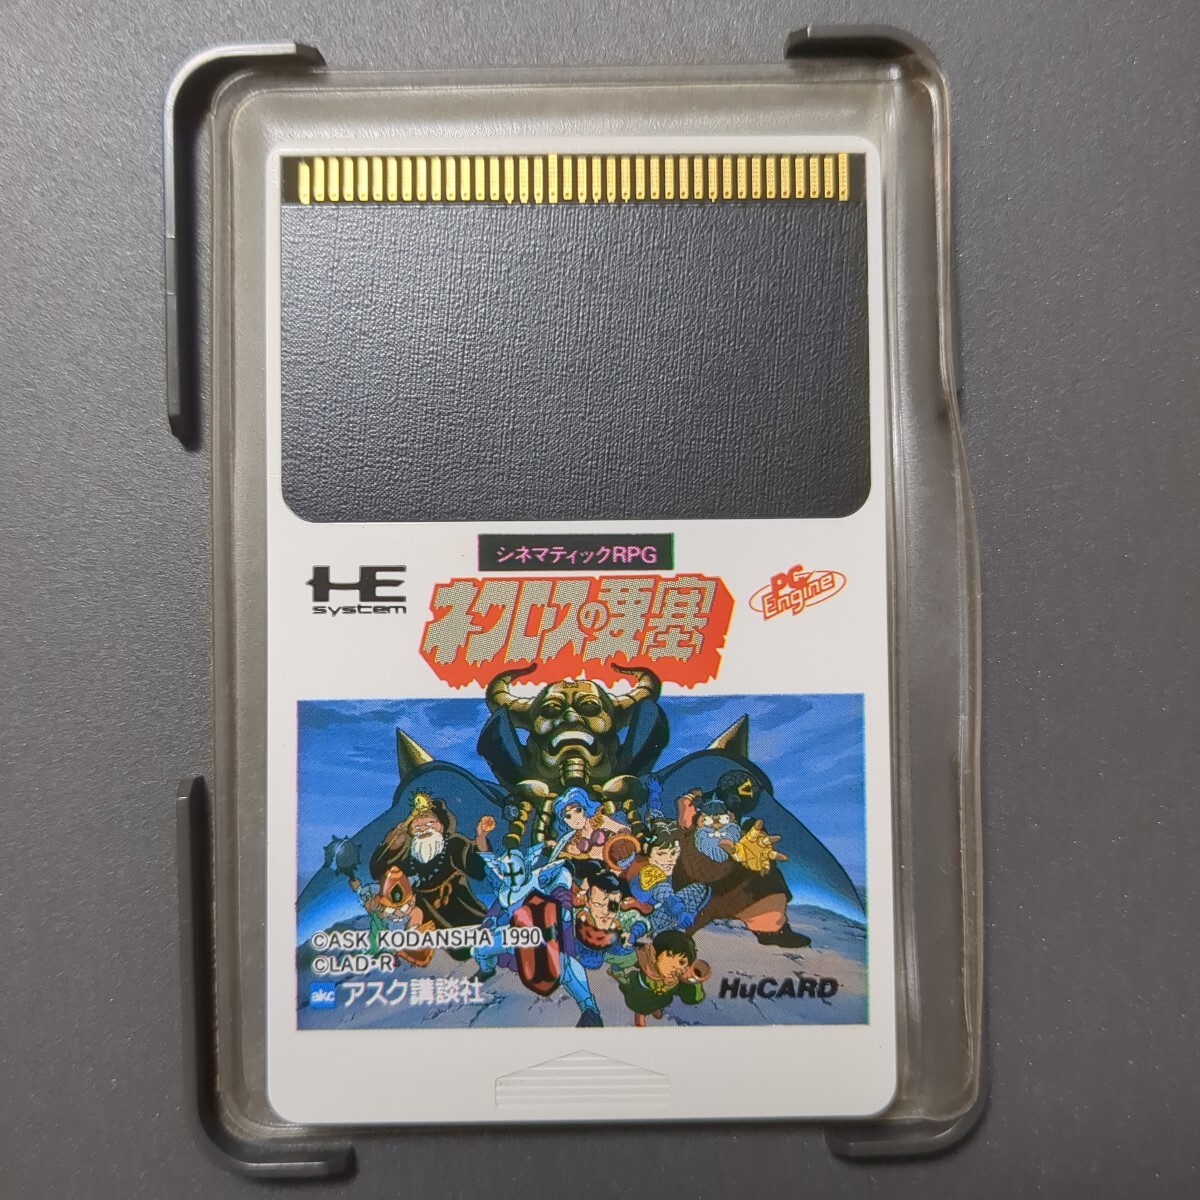 シネマティックRPG
HE
system
ネクロスの要塞
PC
Engine
©ASK KODANSHA 1990
©LAD・R
akc アスク講談社
HuCARD